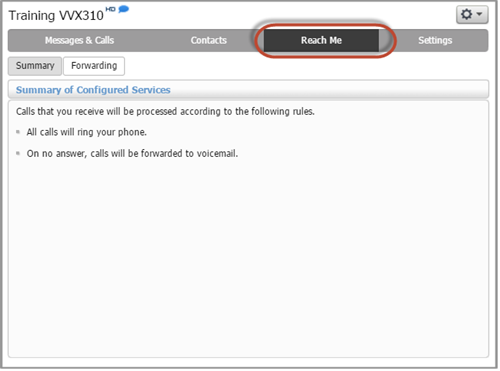 Training VVX310 HD
Messages & Calls Contacts Reach Me Settings
Summary Forwarding
Summary of Configured Services
Calls that you receive will be processed according to the following rules.
All calls will ring your phone.
On no answer, calls will be forwarded to voicemail.